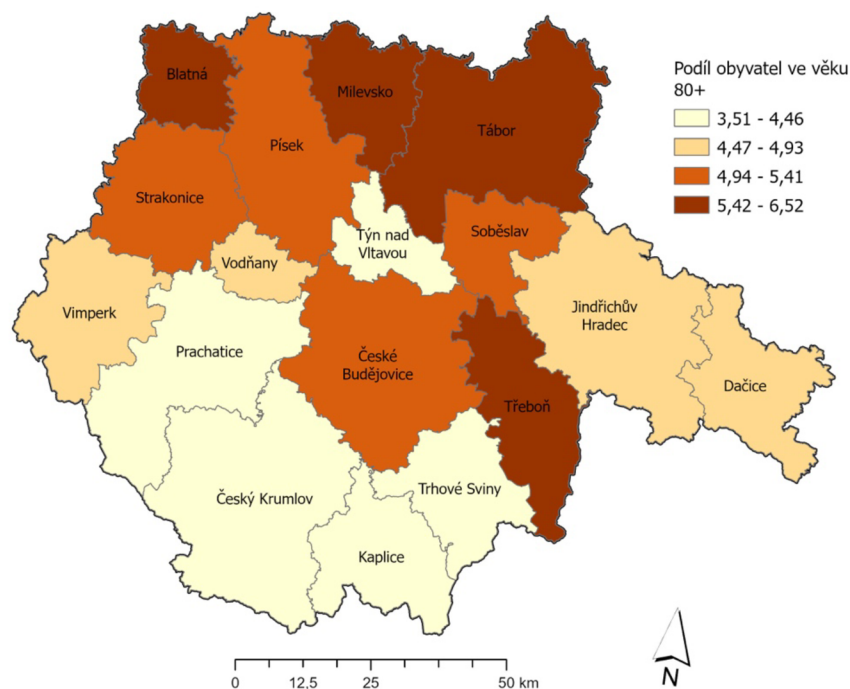 Podíl obyvatel ve věku
80+
3,51 - 4,46
4,47 - 4,93
4,94 - 5,41
5,42 - 6,52
Blatná
Milevsko
Tábor
Písek
Strakonice
Soběslav
Týn nad
Vltavou
Vodňany
Vimperk
Jindřichův
Hradec
Prachatice
České
Budějovice
Dačice
Třeboň
Český Krumlov
Trhové Sviny
Kaplice
0 12,5 25 50 km
N